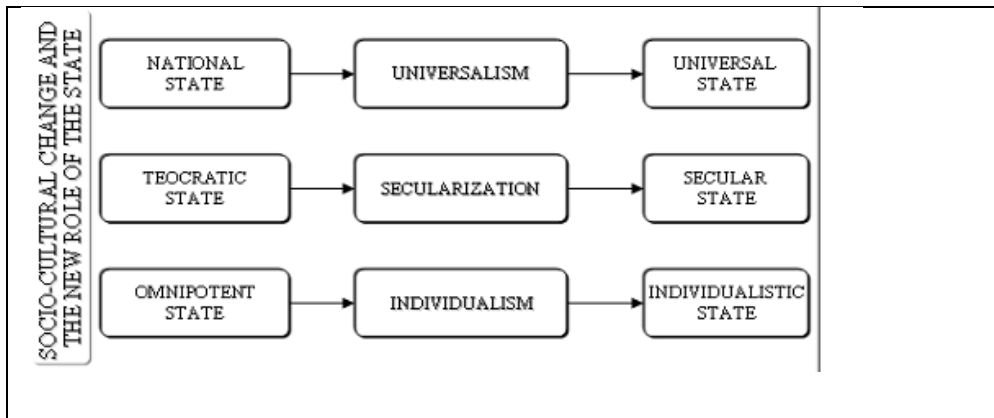 SOCIO-CULTURAL CHANGE AND
THE NEW ROLE OF THE STATE
NATIONAL
STATE
UNIVERSALISM
UNIVERSAL
STATE
TEOCRATIC
STATE
SECULARIZATION
SECULAR
STATE
OMNIPOTENT
STATE
INDIVIDUALISM
INDIVIDUALISTIC
STATE